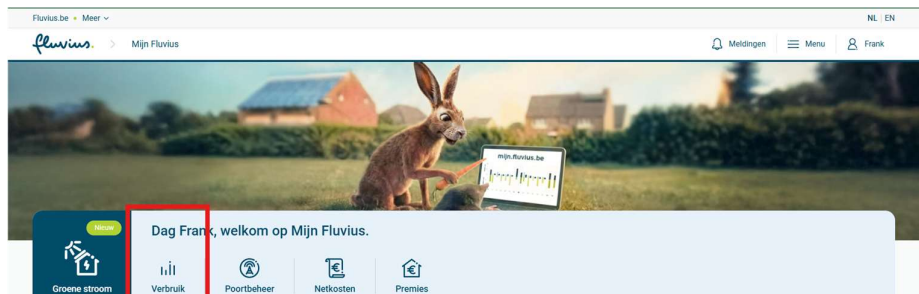 Fluvius.be • Meer
NL | EN
fluvius. > Mijn Fluvius
Meldingen Menu Frank
mijn.fluvius.be
Nieuw
Dag Frank, welkom op Mijn Fluvius.
Groene stroom Verbruik Poortbeheer Netkosten Premies